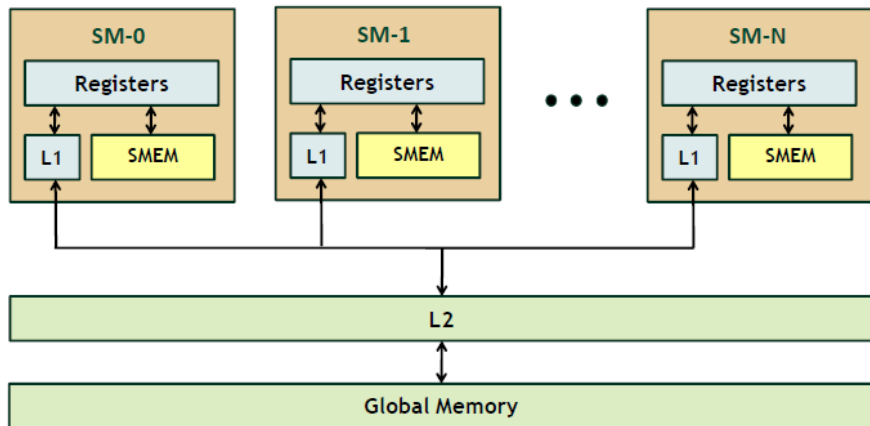 SM-0
Registers
L1
SMEM
SM-1
Registers
L1
SMEM
SM-N
Registers
L1
SMEM
L2
Global Memory